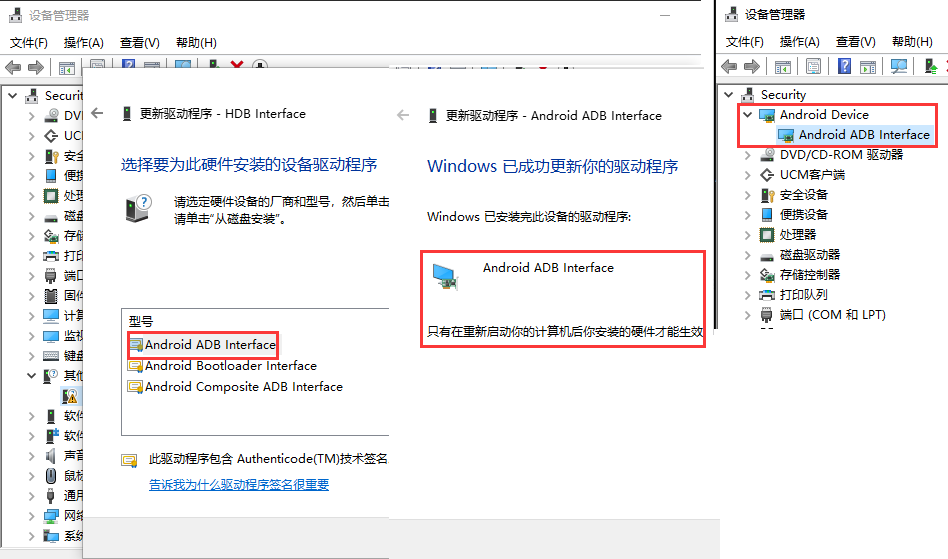 设备管理器
文件(F) 操作(A) 查看(V) 帮助(H)
Securit
DV
UC
安全
便携
处理
磁盘
存储
打印
端口
固件
计算
监视
键盘
其他
软件
软件
声音
鼠标
通用
网络
系统
更新驱动程序 - HDB Interface
选择要为此硬件安装的设备驱动程序
请选定硬件设备的厂商和型号，然后单击
请单击“从磁盘安装”。
型号
Android ADB Interface
Android Bootloader Interface
Android Composite ADB Interface
此驱动程序包含 Authenticode(TM)技术签名
告诉我为什么驱动程序签名很重要
更新驱动程序 - Android ADB Interface
Windows 已成功更新你的驱动程序
Windows 已安装完此设备的驱动程序:
Android ADB Interface
只有在重新启动你的计算机后你安装的硬件才能生效
设备管理器
文件(F) 操作(A) 查看(V) 帮助(H)
Security
Android Device
Android ADB Interface
DVD/CD-ROM 驱动器
UCM客户端
安全设备
便携设备
处理器
磁盘驱动器
存储控制器
打印队列
端口 (COM 和 LPT)